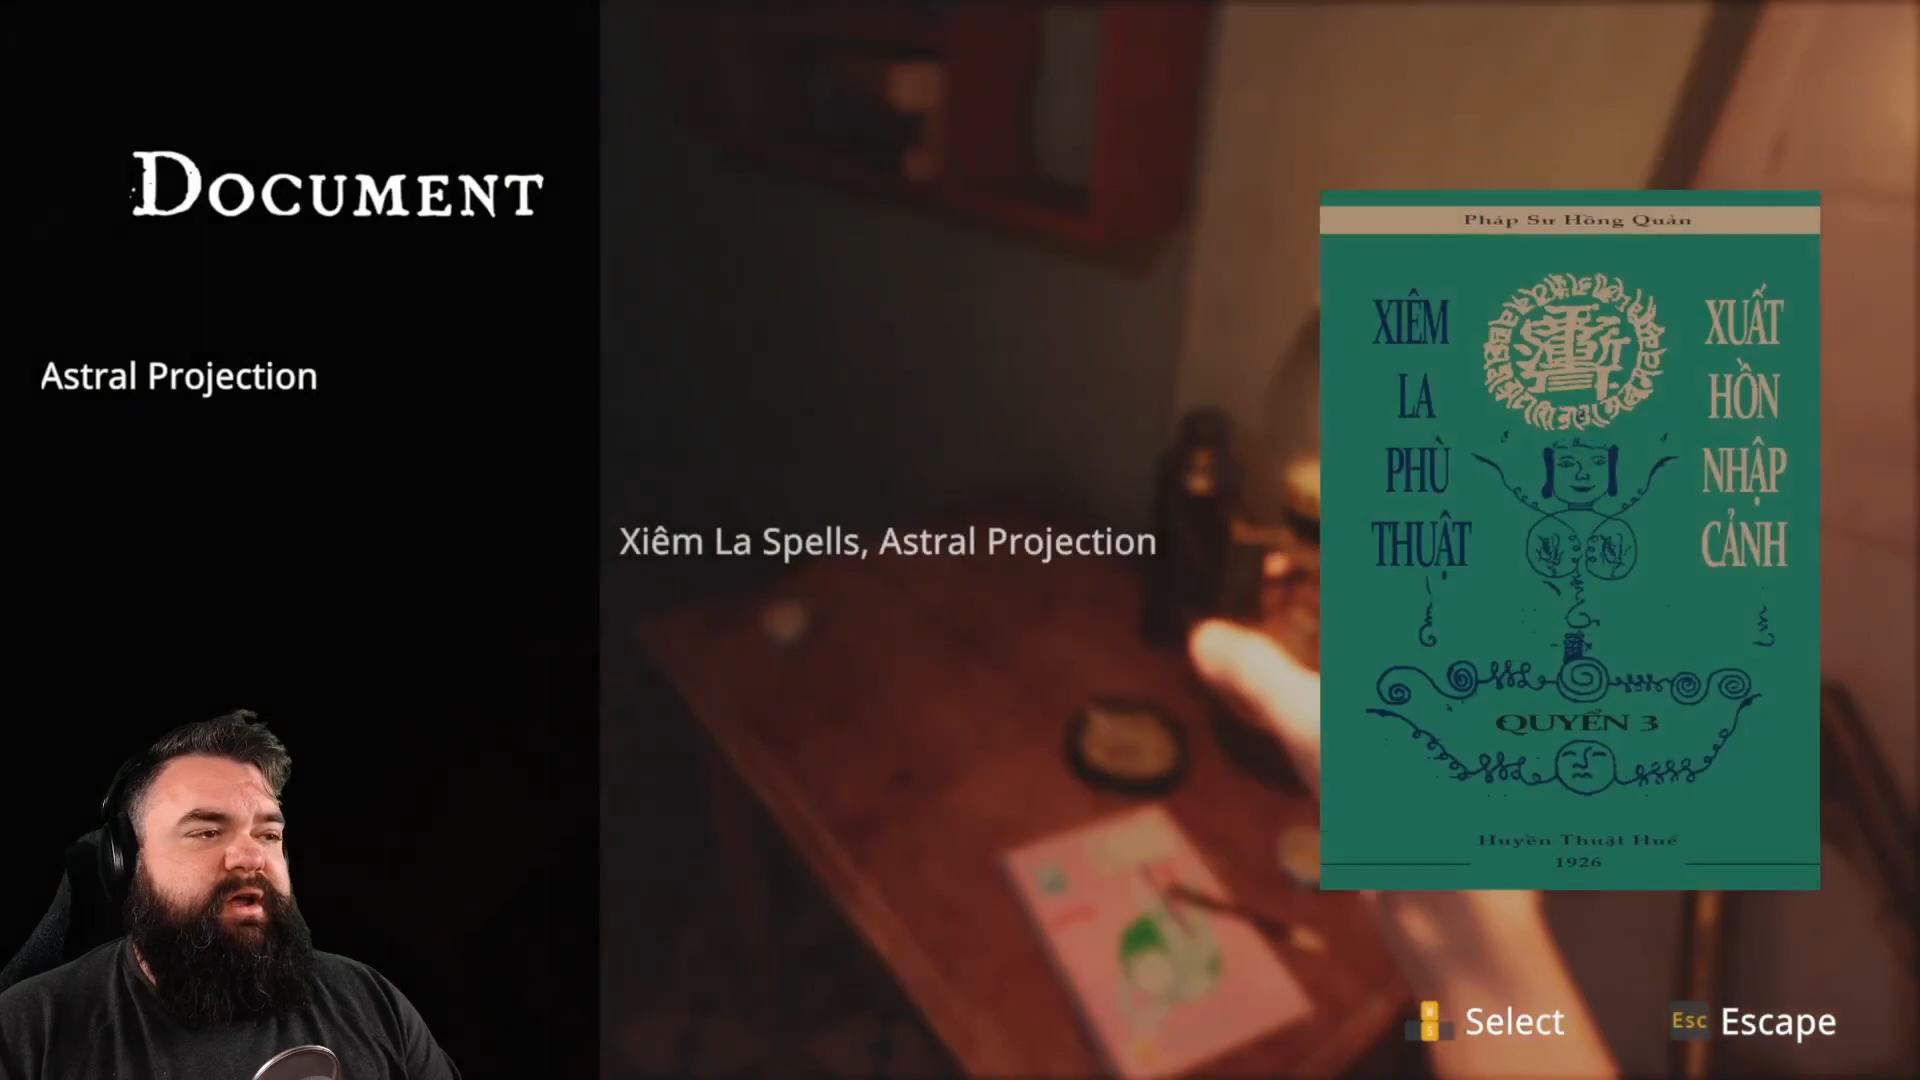 DOCUMENT
Astral Projection
Xiêm La Spells, Astral Projection
Pháp Sư Hồng Quản
XIÊM
LA
PHÙ
THUẬT
XUẤT
HỒN
NHẬP
CẢNH
QUYỂN 3
Huyền Thuật Huế
1926
W
S
Select
Esc
Escape